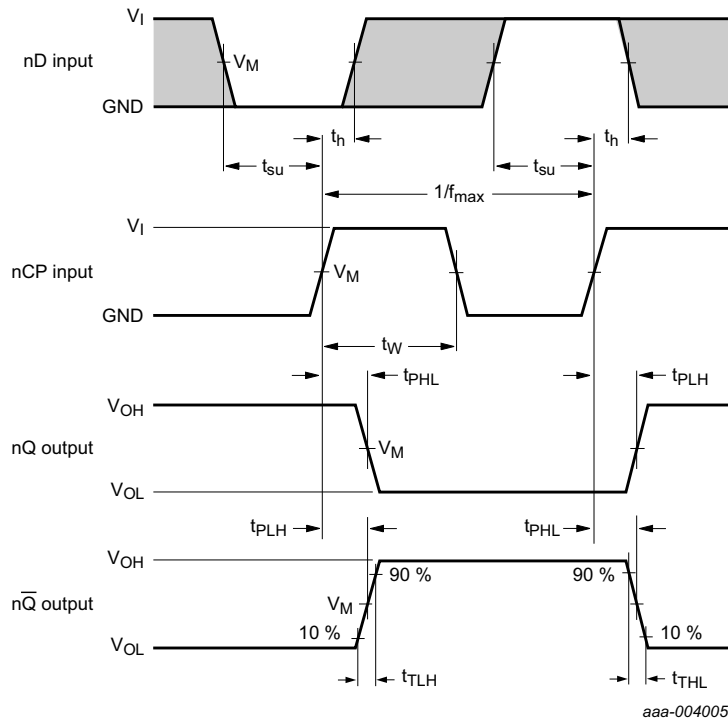 V_I
nD input
V_M
GND
t_h
t_h
t_su
t_su
1/f_max
V_I
nCP input
V_M
GND
t_W
t_PHL
t_PLH
V_OH
nQ output
V_M
V_OL
t_PLH
t_PHL
V_OH
90 %
90 %
nQ̅ output
V_M
10 %
10 %
V_OL
t_TLH
t_THL
aaa-004005